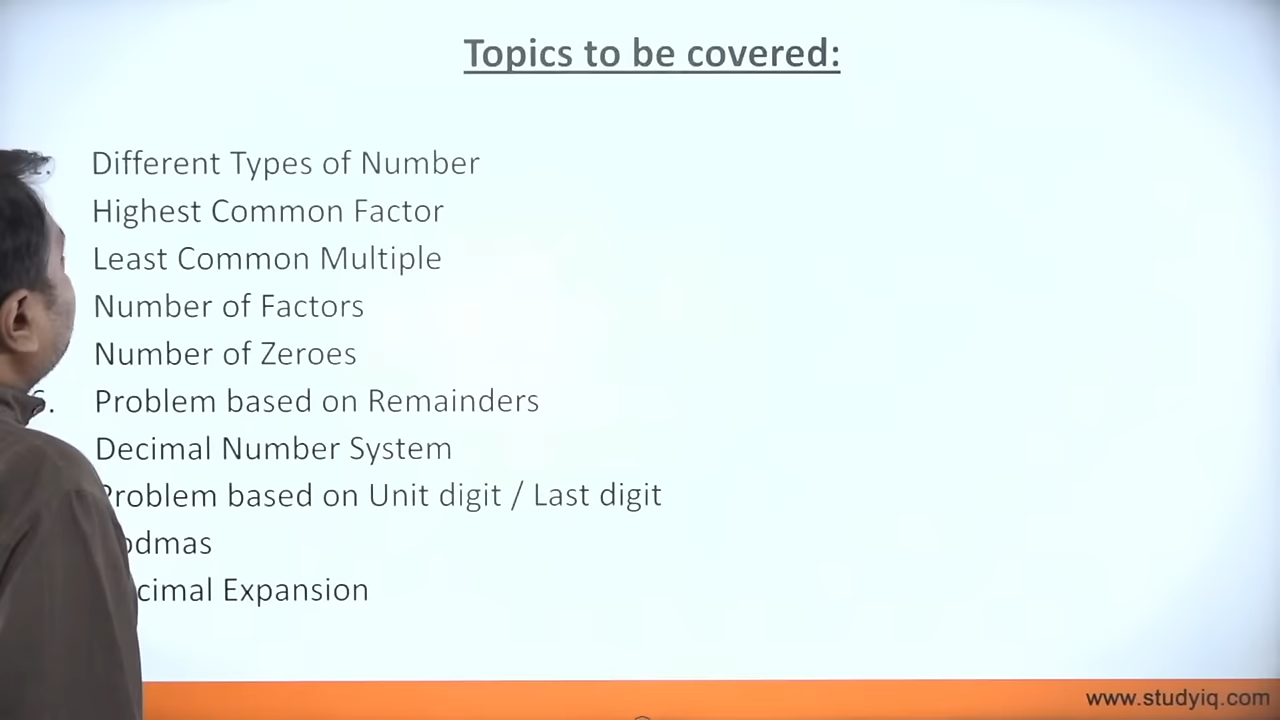 Topics to be covered:
Different Types of Number
Highest Common Factor
Least Common Multiple
Number of Factors
Number of Zeroes
Problem based on Remainders
Decimal Number System
Problem based on Unit digit / Last digit
odmas
cimal Expansion
www.studyiq.com